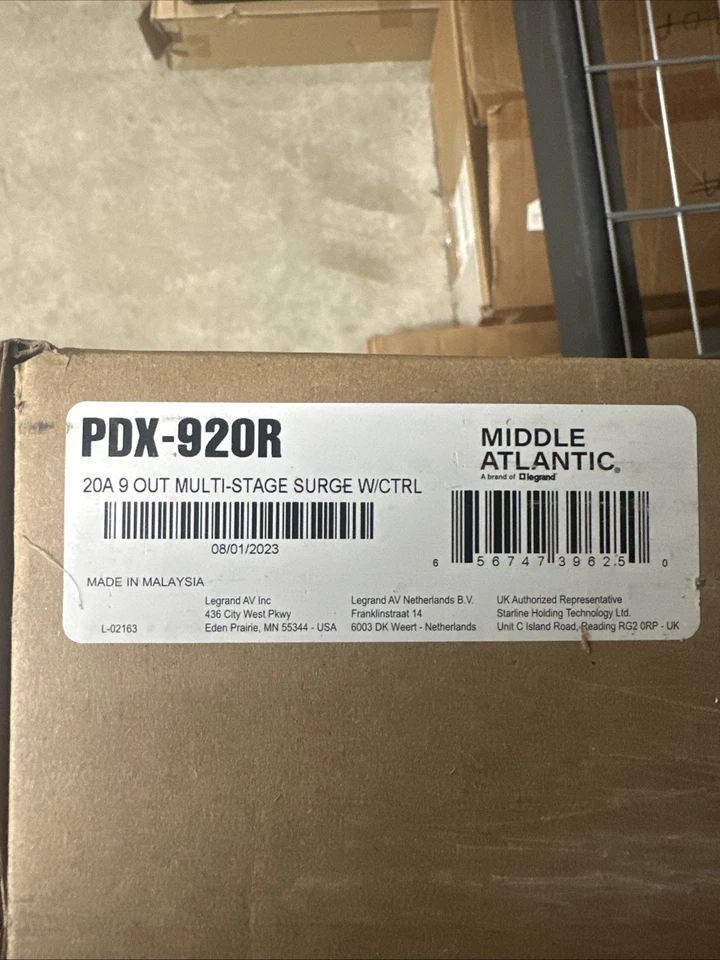 PDX-920R
MIDDLE
ATLANTIC®
A brand of legrand
20A 9 OUT MULTI-STAGE SURGE W/CTRL
08/01/2023
6 56747 39625 0
MADE IN MALAYSIA
L-02163
Legrand AV Inc
436 City West Pkwy
Eden Prairie, MN 55344 - USA
Legrand AV Netherlands B.V.
Franklinstraat 14
6003 DK Weert - Netherlands
UK Authorized Representative
Starline Holding Technology Ltd.
Unit C Island Road, Reading RG2 0RP - UK